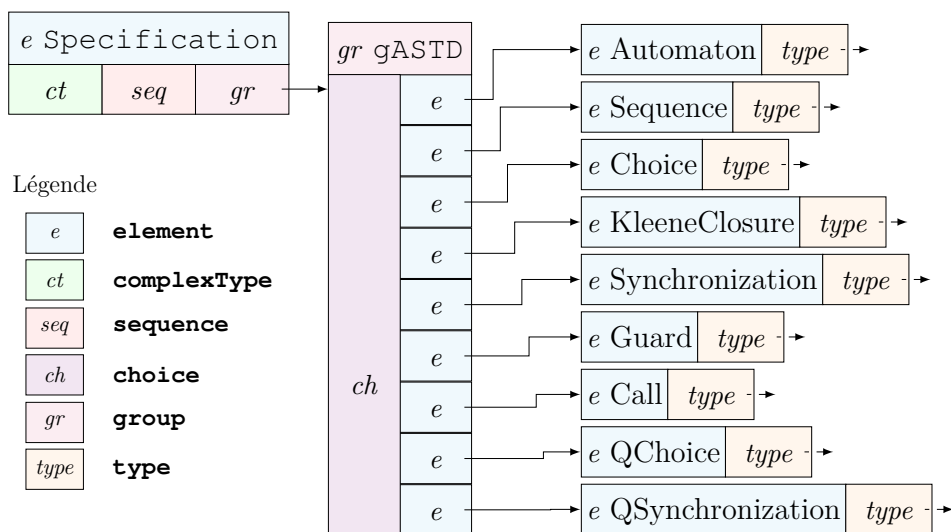 e Specification
ct seq gr
Légende
e element
ct complexType
seq sequence
ch choice
gr group
type type
gr gASTD
ch
e
e
e
e
e
e
e
e
e
e Automaton type
e Sequence type
e Choice type
e KleeneClosure type
e Synchronization type
e Guard type
e Call type
e QChoice type
e QSynchronization type